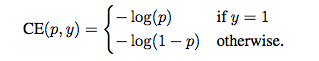 CE(p, y) = { − log(p) if y = 1
− log(1 − p) otherwise.